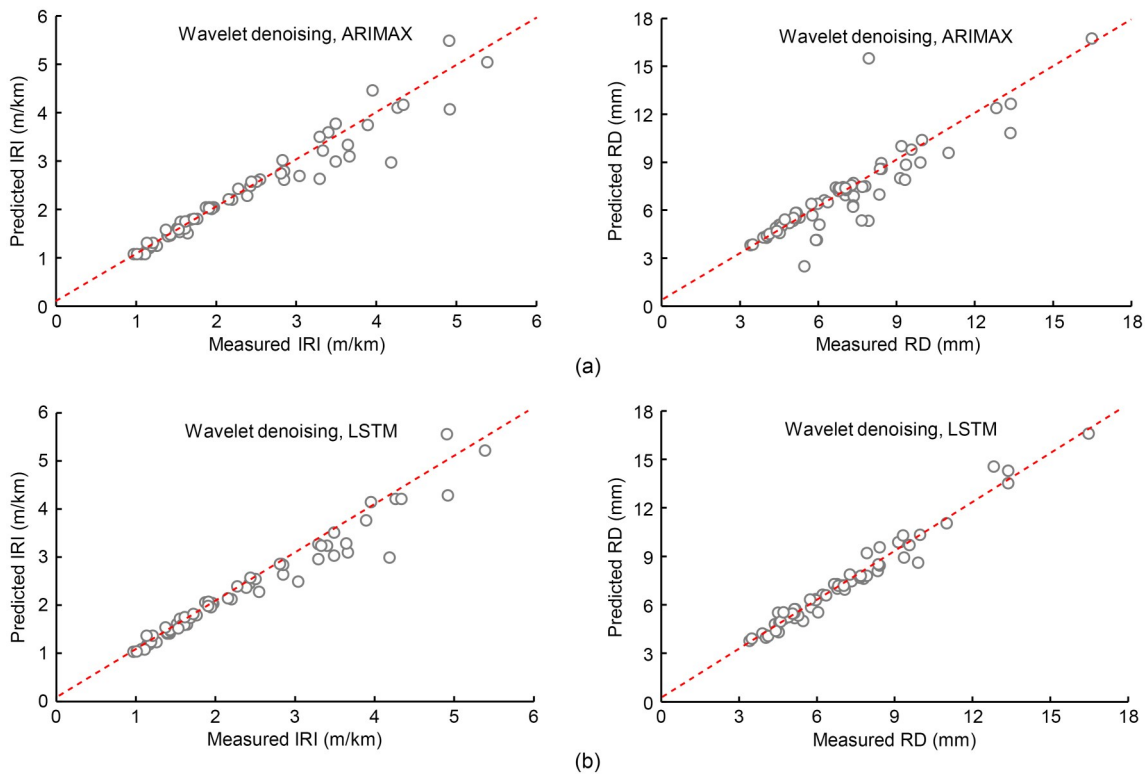 6
5
4
3
2
1
0
Predicted IRI (m/km)
Wavelet denoising, ARIMAX
0 1 2 3 4 5 6
Measured IRI (m/km)
18
15
12
9
6
3
0
Predicted RD (mm)
Wavelet denoising, ARIMAX
0 3 6 9 12 15 18
Measured RD (mm)
(a)
6
5
4
3
2
1
0
Predicted IRI (m/km)
Wavelet denoising, LSTM
0 1 2 3 4 5 6
Measured IRI (m/km)
18
15
12
9
6
3
0
Predicted RD (mm)
Wavelet denoising, LSTM
0 3 6 9 12 15 18
Measured RD (mm)
(b)